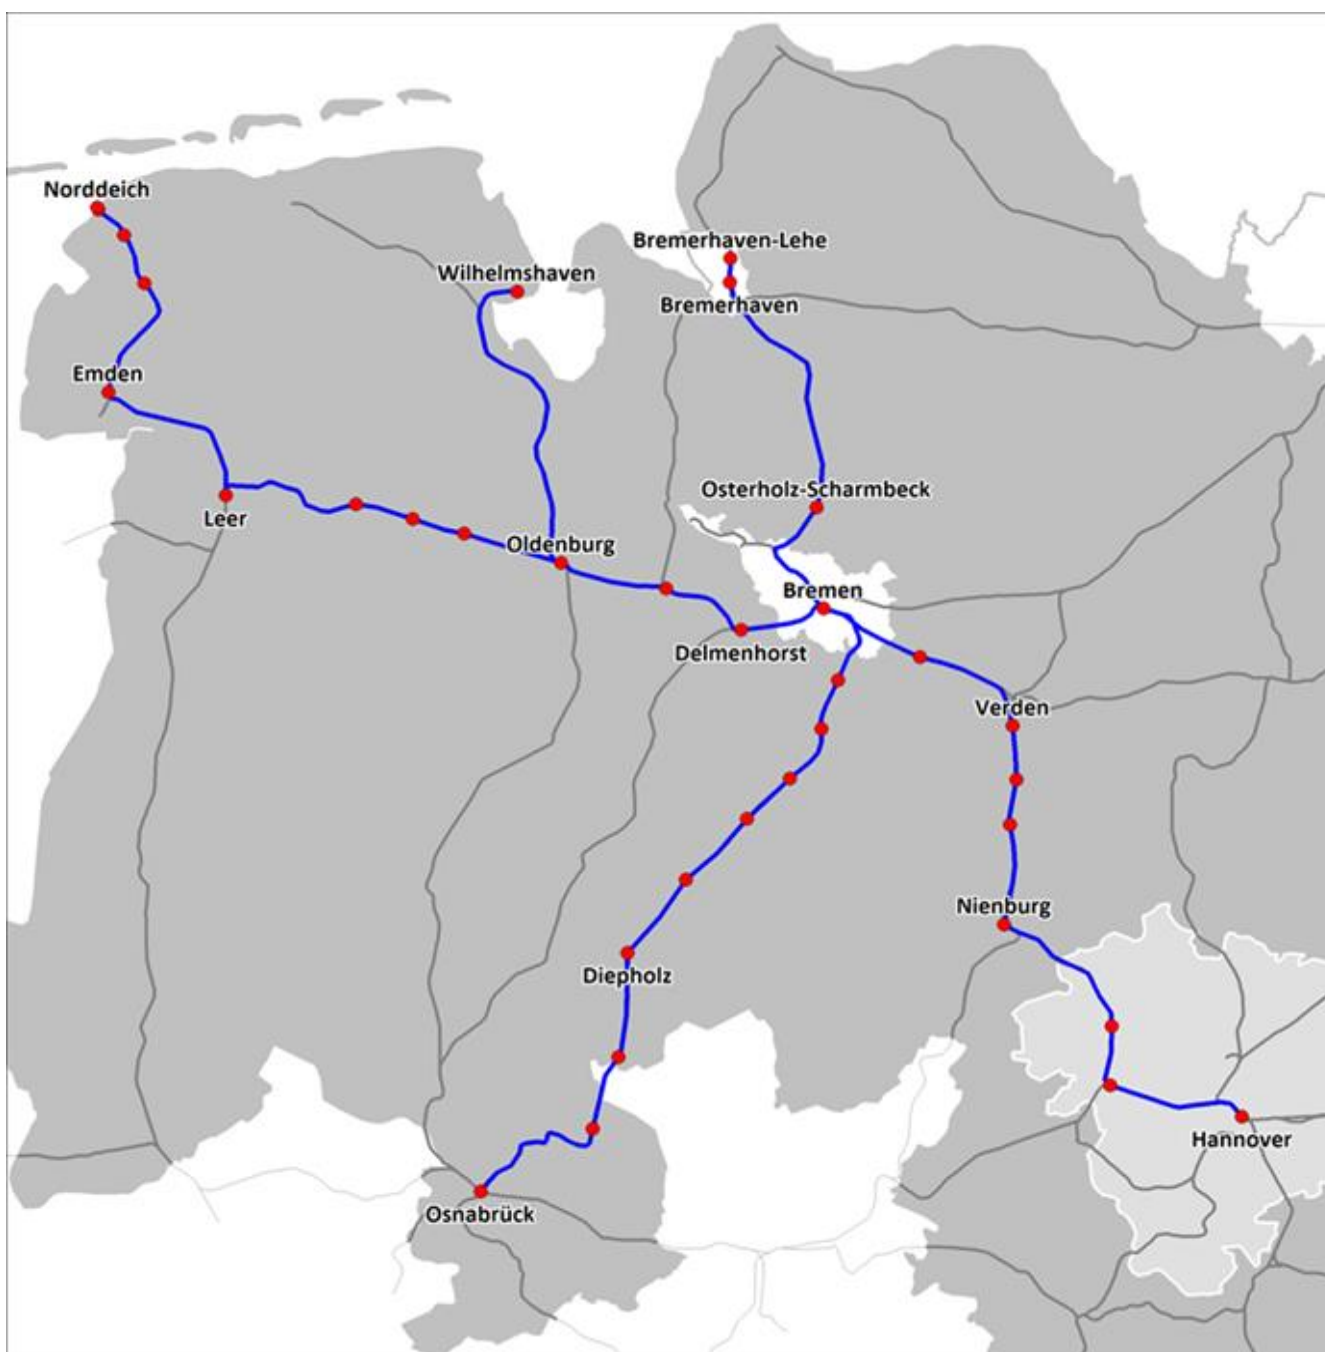 Norddeich
Bremerhaven-Lehe
Wilhelmshaven
Bremerhaven
Emden
Osterholz-Scharmbeck
Leer
Oldenburg
Bremen
Delmenhorst
Verden
Nienburg
Diepholz
Hannover
Osnabrück